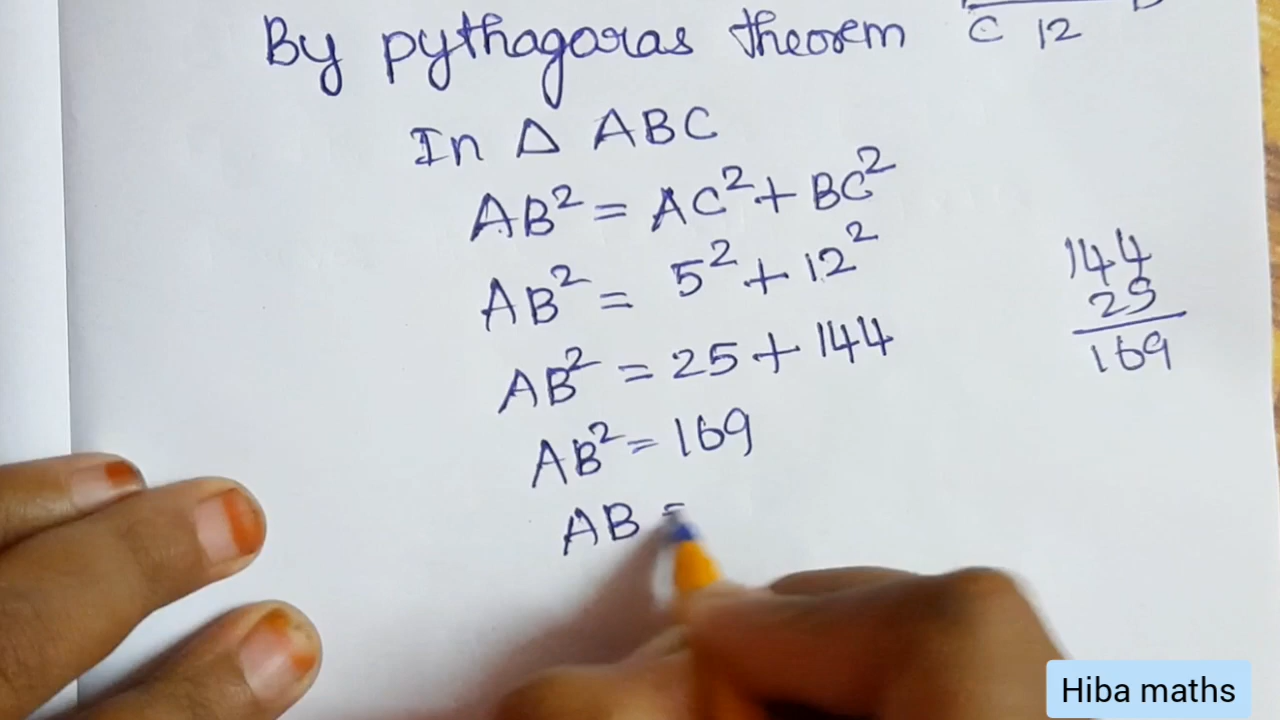 By pythagoras theorem
C 12
In Δ ABC
AB² = AC² + BC²
AB² = 5² + 12²
AB² = 25 + 144
AB² = 169
AB =
144
25
169
Hiba maths